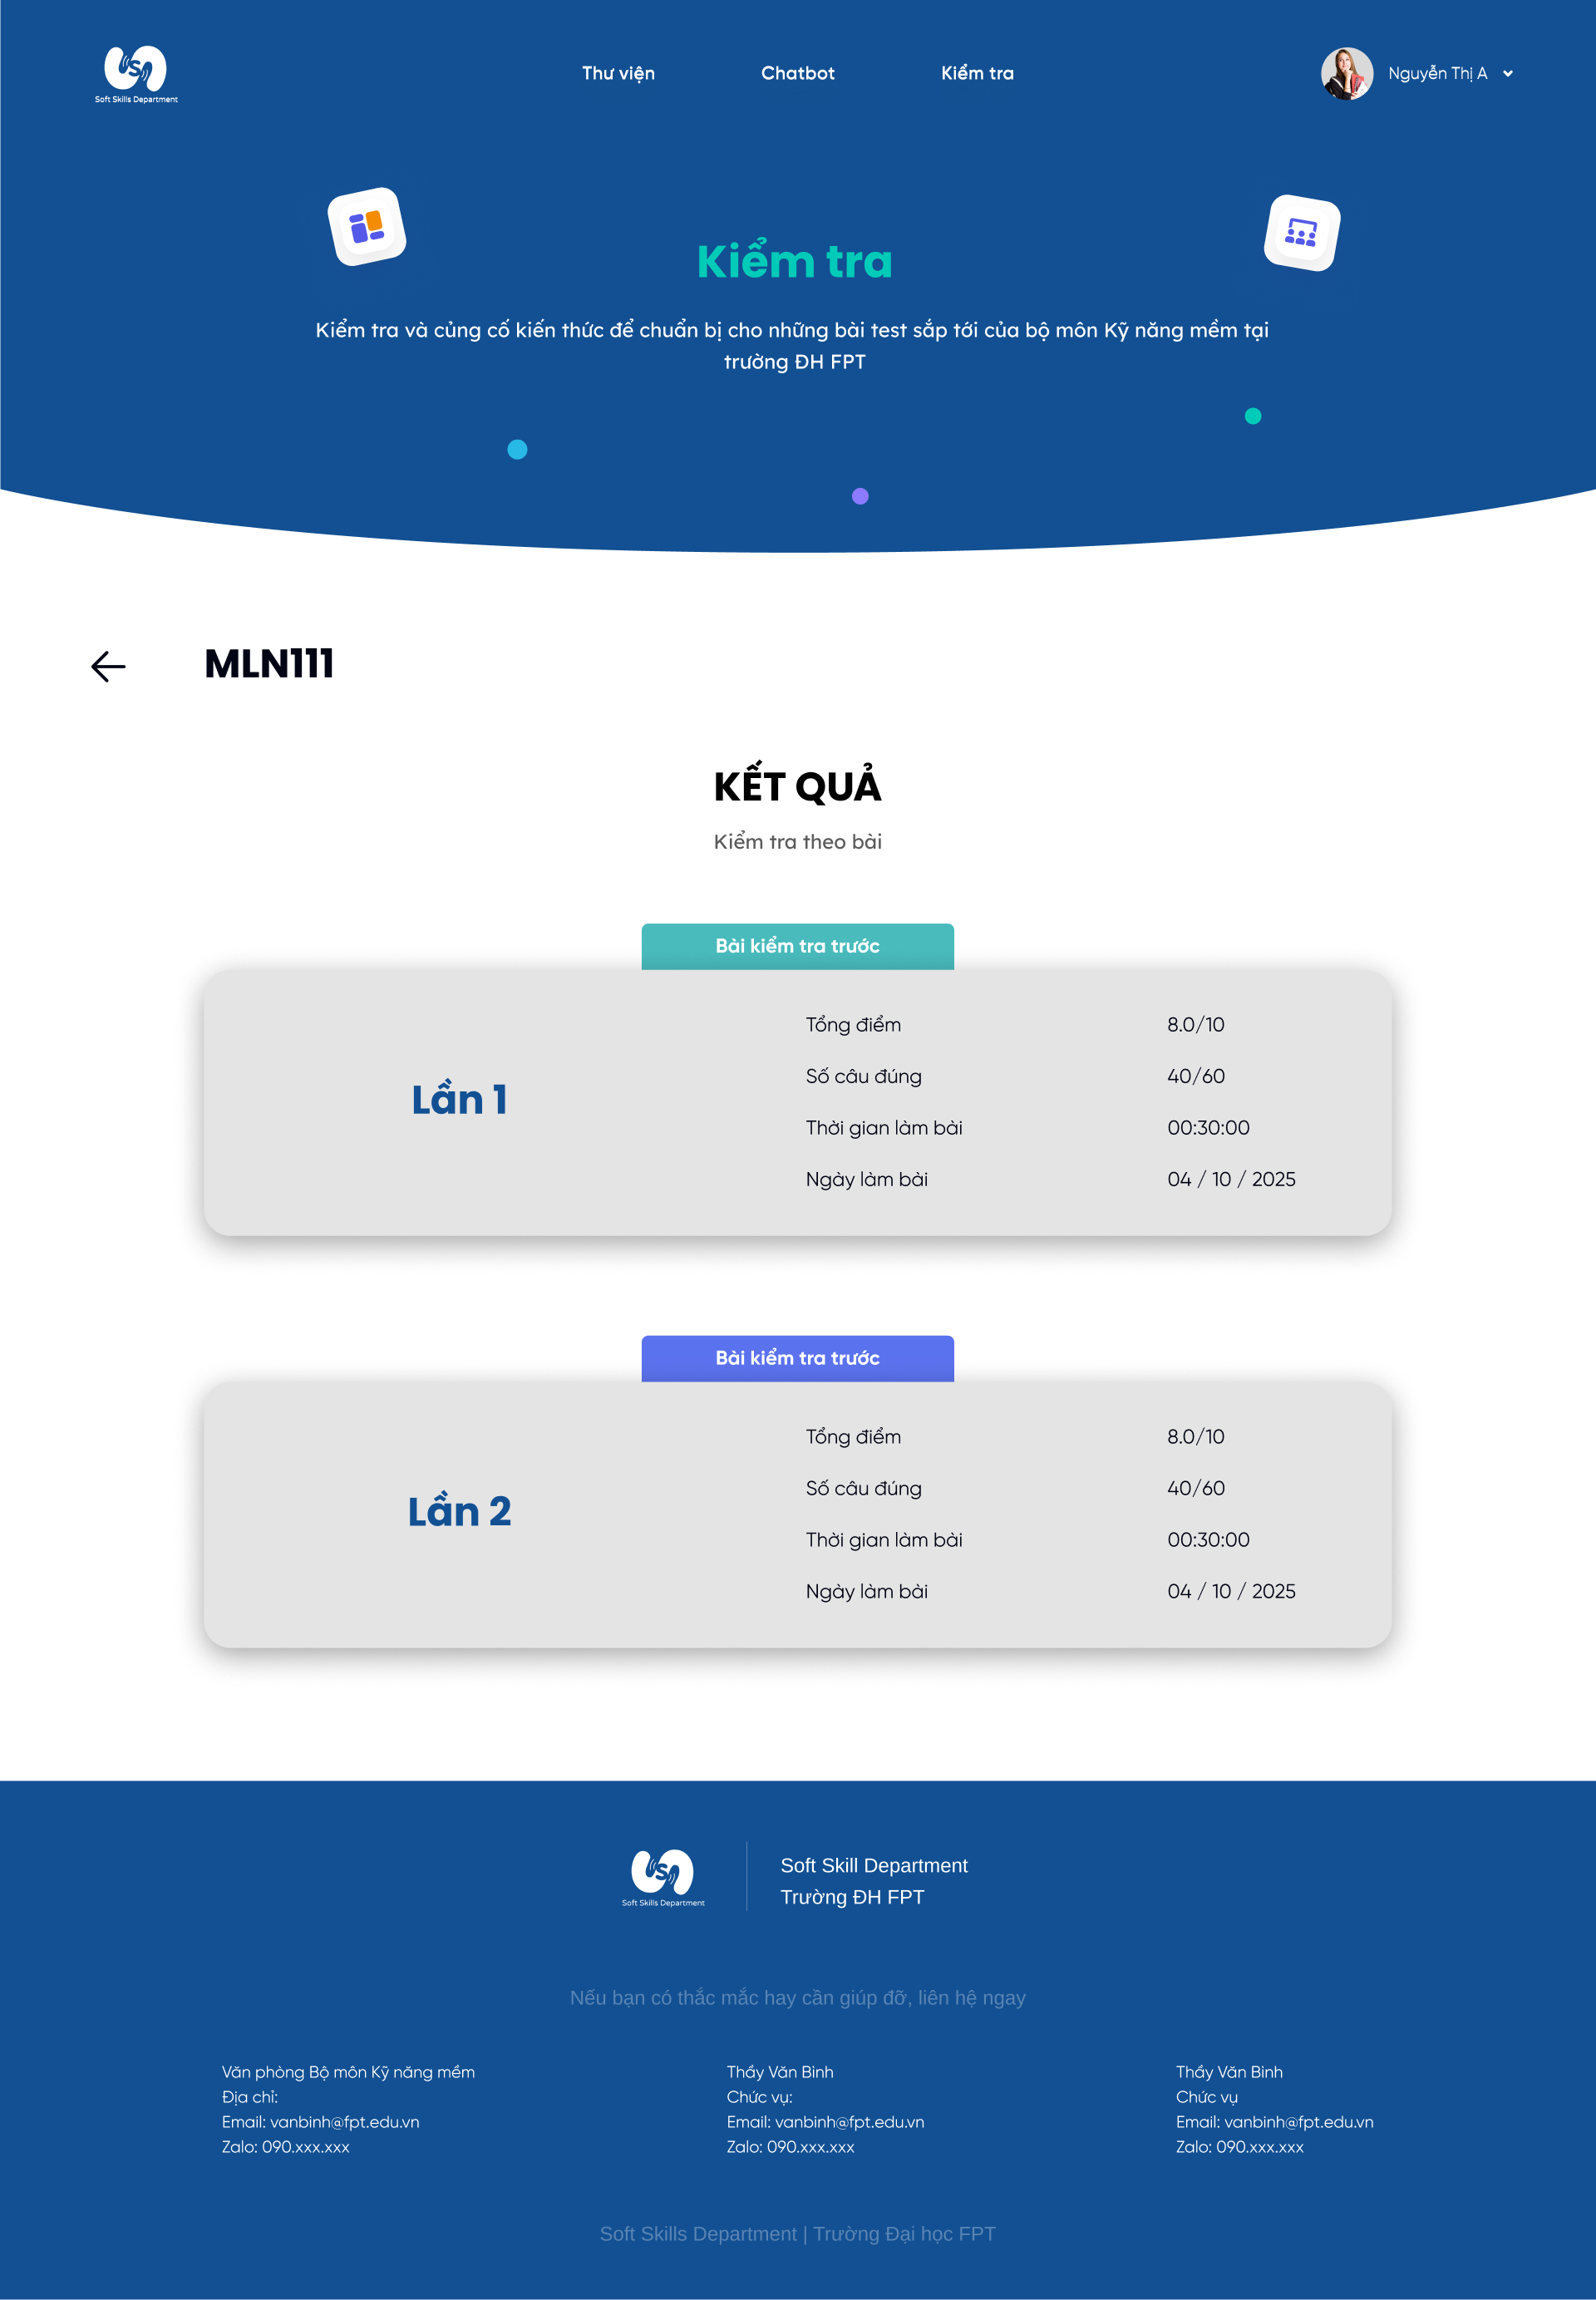 Soft Skills Department
Thư viện
Chatbot
Kiểm tra
Nguyễn Thị A
Kiểm tra
Kiểm tra và củng cố kiến thức để chuẩn bị cho những bài test sắp tới của bộ môn Kỹ năng mềm tại
trường ĐH FPT
MLN111
KẾT QUẢ
Kiểm tra theo bài
Bài kiểm tra trước
Lần 1
Tổng điểm 8.0/10
Số câu đúng 40/60
Thời gian làm bài 00:30:00
Ngày làm bài 04 / 10 / 2025
Bài kiểm tra trước
Lần 2
Tổng điểm 8.0/10
Số câu đúng 40/60
Thời gian làm bài 00:30:00
Ngày làm bài 04 / 10 / 2025
Soft Skills Department
Soft Skill Department
Trường ĐH FPT
Nếu bạn có thắc mắc hay cần giúp đỡ, liên hệ ngay
Văn phòng Bộ môn Kỹ năng mềm
Địa chỉ:
Email: vanbinh@fpt.edu.vn
Zalo: 090.xxx.xxx
Thầy Văn Bình
Chức vụ:
Email: vanbinh@fpt.edu.vn
Zalo: 090.xxx.xxx
Thầy Văn Bình
Chức vụ
Email: vanbinh@fpt.edu.vn
Zalo: 090.xxx.xxx
Soft Skills Department | Trường Đại học FPT